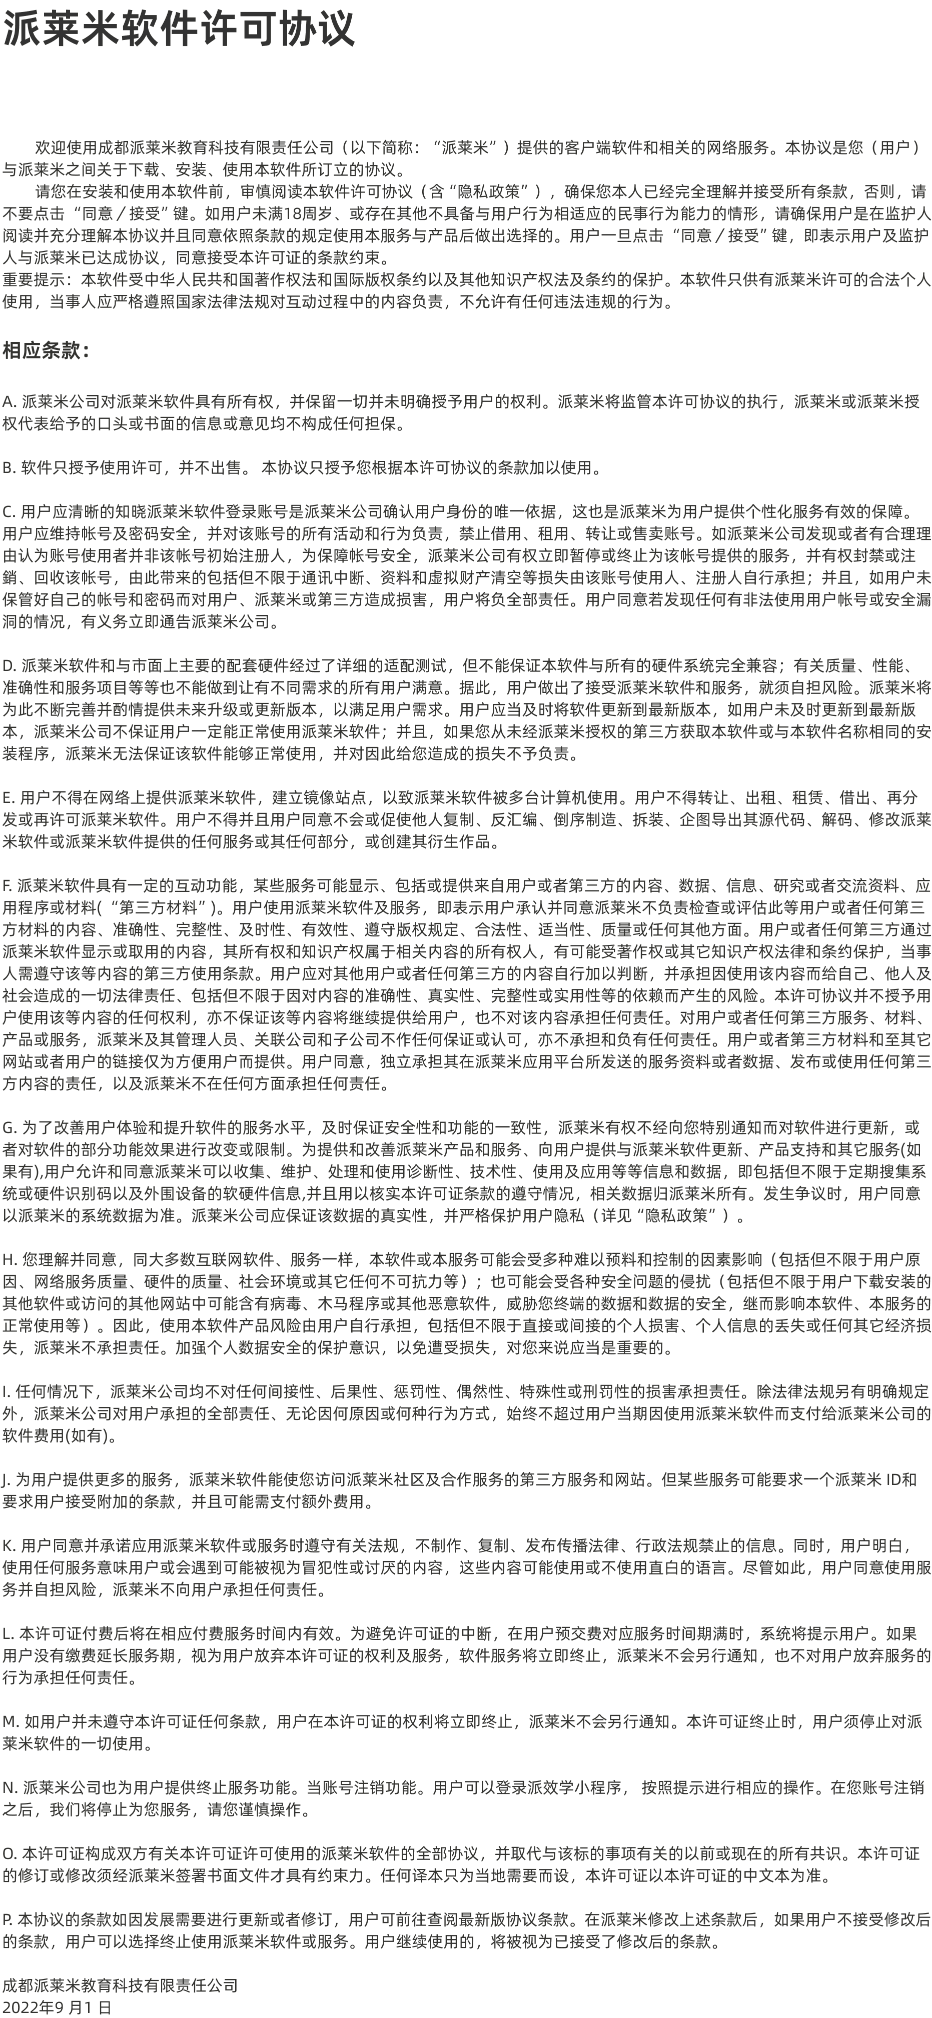 派莱米软件许可协议
欢迎使用成都派莱米教育科技有限责任公司（以下简称：“派莱米”）提供的客户端软件和相关的网络服务。本协议是您（用户）
与派莱米之间关于下载、安装、使用本软件所订立的协议。
请您在安装和使用本软件前，审慎阅读本软件许可协议（含“隐私政策”），确保您本人已经完全理解并接受所有条款，否则，请
不要点击 “同意／接受”键。如用户未满18周岁、或存在其他不具备与用户行为相适应的民事行为能力的情形，请确保用户是在监护人
阅读并充分理解本协议并且同意依照条款的规定使用本服务与产品后做出选择的。用户一旦点击 “同意／接受”键，即表示用户及监护
人与派莱米已达成协议，同意接受本许可证的条款约束。
重要提示：本软件受中华人民共和国著作权法和国际版权条约以及其他知识产权法及条约的保护。本软件只供有派莱米许可的合法个人
使用，当事人应严格遵照国家法律法规对互动过程中的内容负责，不允许有任何违法违规的行为。
相应条款：
A. 派莱米公司对派莱米软件具有所有权，并保留一切并未明确授予用户的权利。派莱米将监管本许可协议的执行，派莱米或派莱米授
权代表给予的口头或书面的信息或意见均不构成任何担保。
B. 软件只授予使用许可，并不出售。 本协议只授予您根据本许可协议的条款加以使用。
C. 用户应清晰的知晓派莱米软件登录账号是派莱米公司确认用户身份的唯一依据，这也是派莱米为用户提供个性化服务有效的保障。
用户应维持帐号及密码安全，并对该账号的所有活动和行为负责，禁止借用、租用、转让或售卖账号。如派莱米公司发现或者有合理理
由认为账号使用者并非该帐号初始注册人，为保障帐号安全，派莱米公司有权立即暂停或终止为该帐号提供的服务，并有权封禁或注
銷、回收该帐号，由此带来的包括但不限于通讯中断、资料和虚拟财产清空等损失由该账号使用人、注册人自行承担；并且，如用户未
保管好自己的帐号和密码而对用户、派莱米或第三方造成损害，用户将负全部责任。用户同意若发现任何有非法使用用户帐号或安全漏
洞的情况，有义务立即通告派莱米公司。
D. 派莱米软件和与市面上主要的配套硬件经过了详细的适配测试，但不能保证本软件与所有的硬件系统完全兼容；有关质量、性能、
准确性和服务项目等等也不能做到让有不同需求的所有用户满意。据此，用户做出了接受派莱米软件和服务，就须自担风险。派莱米将
为此不断完善并酌情提供未来升级或更新版本，以满足用户需求。用户应当及时将软件更新到最新版本，如用户未及时更新到最新版
本，派莱米公司不保证用户一定能正常使用派莱米软件；并且，如果您从未经派莱米授权的第三方获取本软件或与本软件名称相同的安
装程序，派莱米无法保证该软件能够正常使用，并对因此给您造成的损失不予负责。
E. 用户不得在网络上提供派莱米软件，建立镜像站点，以致派莱米软件被多台计算机使用。用户不得转让、出租、租赁、借出、再分
发或再许可派莱米软件。用户不得并且用户同意不会或促使他人复制、反汇编、倒序制造、拆装、企图导出其源代码、解码、修改派莱
米软件或派莱米软件提供的任何服务或其任何部分，或创建其衍生作品。
F. 派莱米软件具有一定的互动功能，某些服务可能显示、包括或提供来自用户或者第三方的内容、数据、信息、研究或者交流资料、应
用程序或材料( “第三方材料”)。用户使用派莱米软件及服务，即表示用户承认并同意派莱米不负责检查或评估此等用户或者任何第三
方材料的内容、准确性、完整性、及时性、有效性、遵守版权规定、合法性、适当性、质量或任何其他方面。用户或者任何第三方通过
派莱米软件显示或取用的内容，其所有权和知识产权属于相关内容的所有权人，有可能受著作权或其它知识产权法律和条约保护，当事
人需遵守该等内容的第三方使用条款。用户应对其他用户或者任何第三方的内容自行加以判断，并承担因使用该内容而给自己、他人及
社会造成的一切法律责任、包括但不限于因对内容的准确性、真实性、完整性或实用性等的依赖而产生的风险。本许可协议并不授予用
户使用该等内容的任何权利，亦不保证该等内容将继续提供给用户，也不对该内容承担任何责任。对用户或者任何第三方服务、材料、
产品或服务，派莱米及其管理人员、关联公司和子公司不作任何保证或认可，亦不承担和负有任何责任。用户或者第三方材料和至其它
网站或者用户的链接仅为方便用户而提供。用户同意，独立承担其在派莱米应用平台所发送的服务资料或者数据、发布或使用任何第三
方内容的责任，以及派莱米不在任何方面承担任何责任。
G. 为了改善用户体验和提升软件的服务水平，及时保证安全性和功能的一致性，派莱米有权不经向您特别通知而对软件进行更新，或
者对软件的部分功能效果进行改变或限制。为提供和改善派莱米产品和服务、向用户提供与派莱米软件更新、产品支持和其它服务(如
果有),用户允许和同意派莱米可以收集、维护、处理和使用诊断性、技术性、使用及应用等等信息和数据，即包括但不限于定期搜集系
统或硬件识别码以及外围设备的软硬件信息,并且用以核实本许可证条款的遵守情况，相关数据归派莱米所有。发生争议时，用户同意
以派莱米的系统数据为准。派莱米公司应保证该数据的真实性，并严格保护用户隐私（详见“隐私政策”）。
H. 您理解并同意，同大多数互联网软件、服务一样，本软件或本服务可能会受多种难以预料和控制的因素影响（包括但不限于用户原
因、网络服务质量、硬件的质量、社会环境或其它任何不可抗力等）；也可能会受各种安全问题的侵扰（包括但不限于用户下载安装的
其他软件或访问的其他网站中可能含有病毒、木马程序或其他恶意软件，威胁您终端的数据和数据的安全，继而影响本软件、本服务的
正常使用等）。因此，使用本软件产品风险由用户自行承担，包括但不限于直接或间接的个人损害、个人信息的丢失或任何其它经济损
失，派莱米不承担责任。加强个人数据安全的保护意识，以免遭受损失，对您来说应当是重要的。
I. 任何情况下，派莱米公司均不对任何间接性、后果性、惩罚性、偶然性、特殊性或刑罚性的损害承担责任。除法律法规另有明确规定
外，派莱米公司对用户承担的全部责任、无论因何原因或何种行为方式，始终不超过用户当期因使用派莱米软件而支付给派莱米公司的
软件费用(如有)。
J. 为用户提供更多的服务，派莱米软件能使您访问派莱米社区及合作服务的第三方服务和网站。但某些服务可能要求一个派莱米 ID和
要求用户接受附加的条款，并且可能需支付额外费用。
K. 用户同意并承诺应用派莱米软件或服务时遵守有关法规，不制作、复制、发布传播法律、行政法规禁止的信息。同时，用户明白，
使用任何服务意味用户或会遇到可能被视为冒犯性或讨厌的内容，这些内容可能使用或不使用直白的语言。尽管如此，用户同意使用服
务并自担风险，派莱米不向用户承担任何责任。
L. 本许可证付费后将在相应付费服务时间内有效。为避免许可证的中断，在用户预交费对应服务时间期满时，系统将提示用户。如果
用户没有缴费延长服务期，视为用户放弃本许可证的权利及服务，软件服务将立即终止，派莱米不会另行通知，也不对用户放弃服务的
行为承担任何责任。
M. 如用户并未遵守本许可证任何条款，用户在本许可证的权利将立即终止，派莱米不会另行通知。本许可证终止时，用户须停止对派
莱米软件的一切使用。
N. 派莱米公司也为用户提供终止服务功能。当账号注销功能。用户可以登录派效学小程序， 按照提示进行相应的操作。在您账号注销
之后，我们将停止为您服务，请您谨慎操作。
O. 本许可证构成双方有关本许可证许可使用的派莱米软件的全部协议，并取代与该标的事项有关的以前或现在的所有共识。本许可证
的修订或修改须经派莱米签署书面文件才具有约束力。任何译本只为当地需要而设，本许可证以本许可证的中文本为准。
P. 本协议的条款如因发展需要进行更新或者修订，用户可前往查阅最新版协议条款。在派莱米修改上述条款后，如果用户不接受修改后
的条款，用户可以选择终止使用派莱米软件或服务。用户继续使用的，将被视为已接受了修改后的条款。
成都派莱米教育科技有限责任公司
2022年9 月1 日